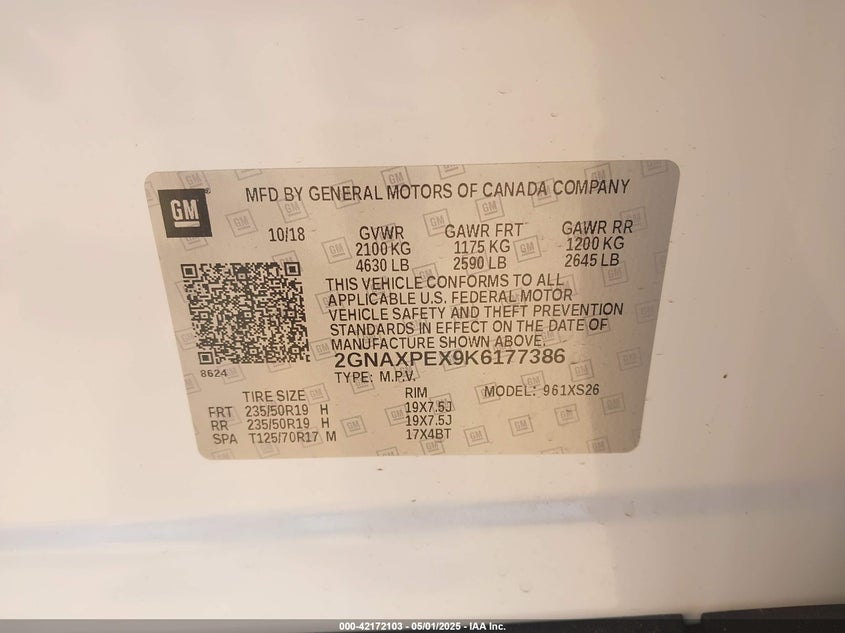 GM
MFD BY GENERAL MOTORS OF CANADA COMPANY
10/18 GVWR GAWR FRT GAWR RR
2100 KG 1175 KG 1200 KG
4630 LB 2590 LB 2645 LB
THIS VEHICLE CONFORMS TO ALL
APPLICABLE U.S. FEDERAL MOTOR
VEHICLE SAFETY AND THEFT PREVENTION
STANDARDS IN EFFECT ON THE DATE OF
MANUFACTURE SHOWN ABOVE.
2GNAXPEX9K6177386
8624 TYPE: M.P.V. MODEL: 961XS26
TIRE SIZE RIM
FRT 235/50R19 H 19X7.5J
RR 235/50R19 H 19X7.5J
SPA T125/70R17 M 17X4BT
000-42172103 - 05/01/2025 - IAA Inc.